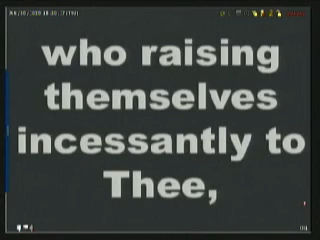 who raising
themselves
incessantly to
Thee,